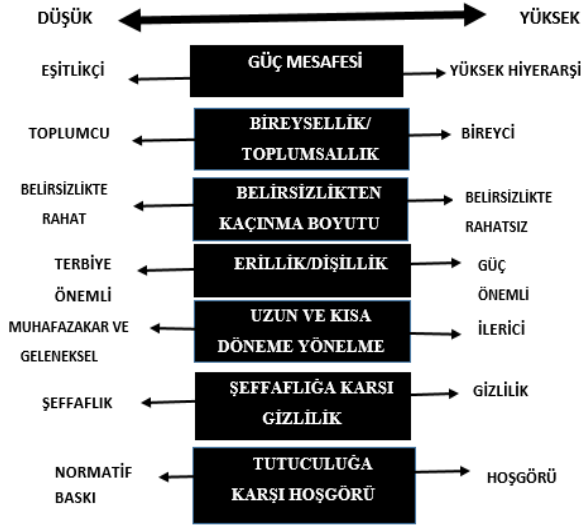 DÜŞÜK YÜKSEK
EŞİTLİKÇİ
GÜÇ MESAFESİ
YÜKSEK HİYERARŞİ
TOPLUMCU
BİREYSELLİK/
TOPLUMSALLIK
BİREYCİ
BELİRSİZLİKTE
RAHAT
BELİRSİZLİKTEN
KAÇINMA BOYUTU
BELİRSİZLİKTE
RAHATSIZ
TERBİYE
ÖNEMLİ
ERİLLİK/DİŞİLLİK
GÜÇ
ÖNEMLİ
MUHAFAZAKAR VE
GELENEKSEL
UZUN VE KISA
DÖNEME YÖNELME
İLERİCİ
ŞEFFAFLIK
ŞEFFAFLIĞA KARŞI
GİZLİLİK
GİZLİLİK
NORMATİF
BASKI
TUTUCULUĞA
KARŞI HOŞGÖRÜ
HOŞGÖRÜ